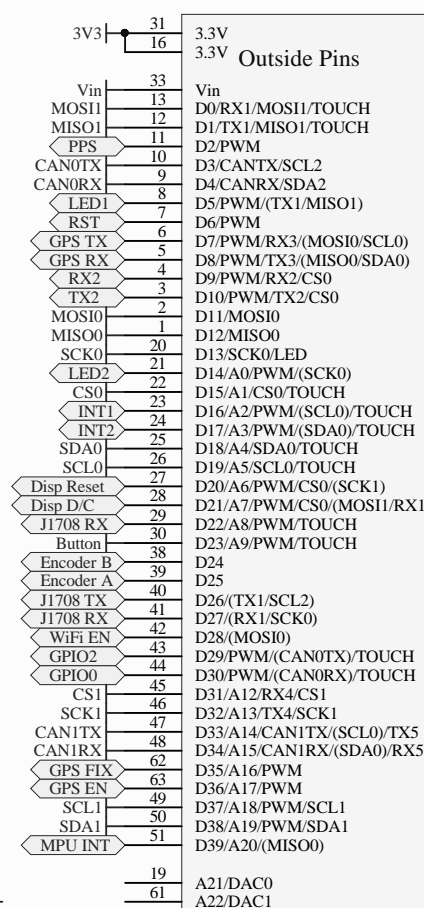 3V3 31 3.3V
16 3.3V
Outside Pins
Vin 33 Vin
MOSI1 13 D0/RX1/MOSI1/TOUCH
MISO1 12 D1/TX1/MISO1/TOUCH
PPS 11 D2/PWM
CAN0TX 10 D3/CANTX/SCL2
CAN0RX 9 D4/CANRX/SDA2
LED1 8 D5/PWM/(TX1/MISO1)
RST 7 D6/PWM
GPS TX 6 D7/PWM/RX3/(MOSI0/SCL0)
GPS RX 5 D8/PWM/TX3/(MISO0/SDA0)
RX2 4 D9/PWM/RX2/CS0
TX2 3 D10/PWM/TX2/CS0
MOSI0 2 D11/MOSI0
MISO0 1 D12/MISO0
SCK0 20 D13/SCK0/LED
LED2 21 D14/A0/PWM/(SCK0)
CS0 22 D15/A1/CS0/TOUCH
INT1 23 D16/A2/PWM/(SCL0)/TOUCH
INT2 24 D17/A3/PWM/(SDA0)/TOUCH
SDA0 25 D18/A4/SDA0/TOUCH
SCL0 26 D19/A5/SCL0/TOUCH
Disp Reset 27 D20/A6/PWM/CS0/(SCK1)
Disp D/C 28 D21/A7/PWM/CS0/(MOSI1/RX1
J1708 RX 29 D22/A8/PWM/TOUCH
Button 30 D23/A9/PWM/TOUCH
Encoder B 38 D24
Encoder A 39 D25
J1708 TX 40 D26/(TX1/SCL2)
J1708 RX 41 D27/(RX1/SCK0)
WiFi EN 42 D28/(MOSI0)
GPIO2 43 D29/PWM/(CAN0TX)/TOUCH
GPIO0 44 D30/PWM/(CAN0RX)/TOUCH
CS1 45 D31/A12/RX4/CS1
SCK1 46 D32/A13/TX4/SCK1
CAN1TX 47 D33/A14/CAN1TX/(SCL0)/TX5
CAN1RX 48 D34/A15/CAN1RX/(SDA0)/RX5
GPS FIX 62 D35/A16/PWM
GPS EN 63 D36/A17/PWM
SCL1 49 D37/A18/PWM/SCL1
SDA1 50 D38/A19/PWM/SDA1
MPU INT 51 D39/A20/(MISO0)
19 A21/DAC0
61 A22/DAC1